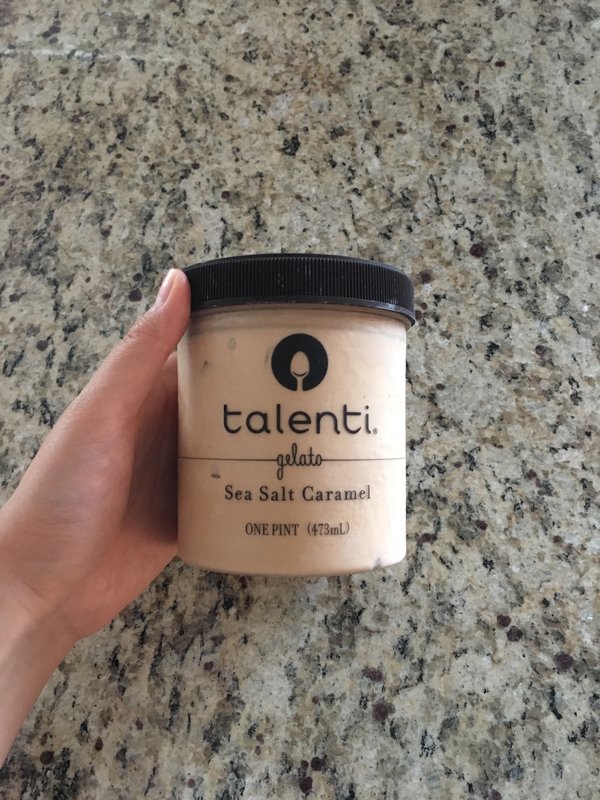 talenti®
gelato
Sea Salt Caramel
ONE PINT (473mL)